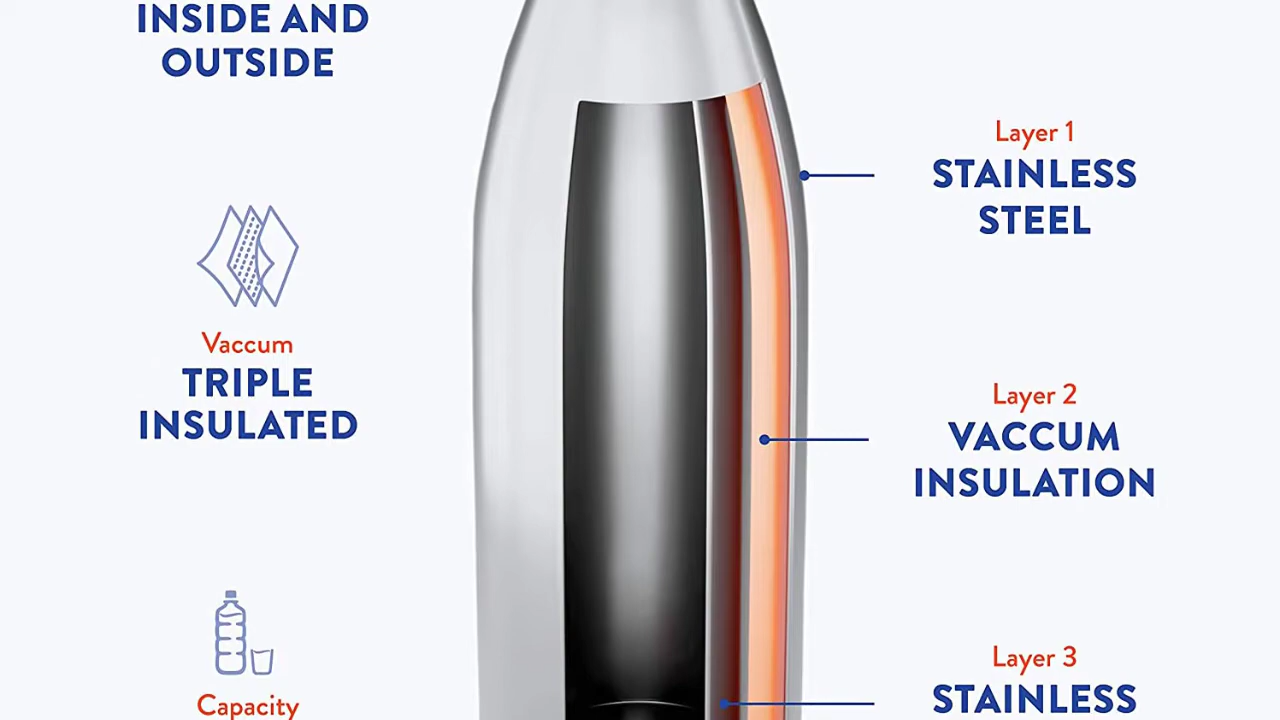 INSIDE AND
OUTSIDE
Vaccum
TRIPLE
INSULATED
Capacity
Layer 1
STAINLESS
STEEL
Layer 2
VACCUM
INSULATION
Layer 3
STAINLESS